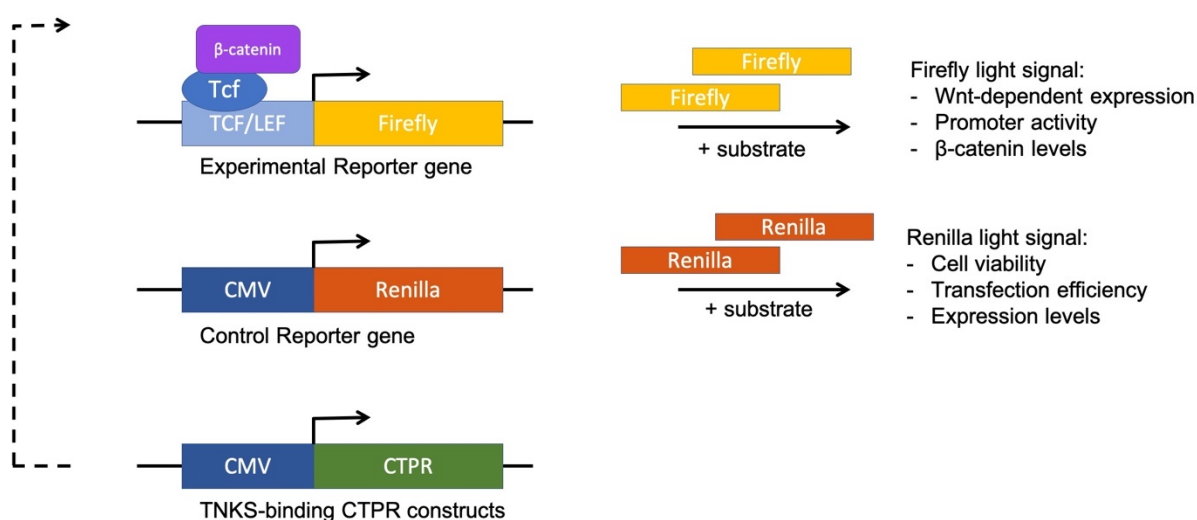 β-catenin
Tcf
TCF/LEF
Firefly
Experimental Reporter gene
Firefly
Firefly
+ substrate
Firefly light signal:
- Wnt-dependent expression
- Promoter activity
- β-catenin levels
CMV
Renilla
Control Reporter gene
Renilla
Renilla
+ substrate
Renilla light signal:
- Cell viability
- Transfection efficiency
- Expression levels
CMV
CTPR
TNKS-binding CTPR constructs